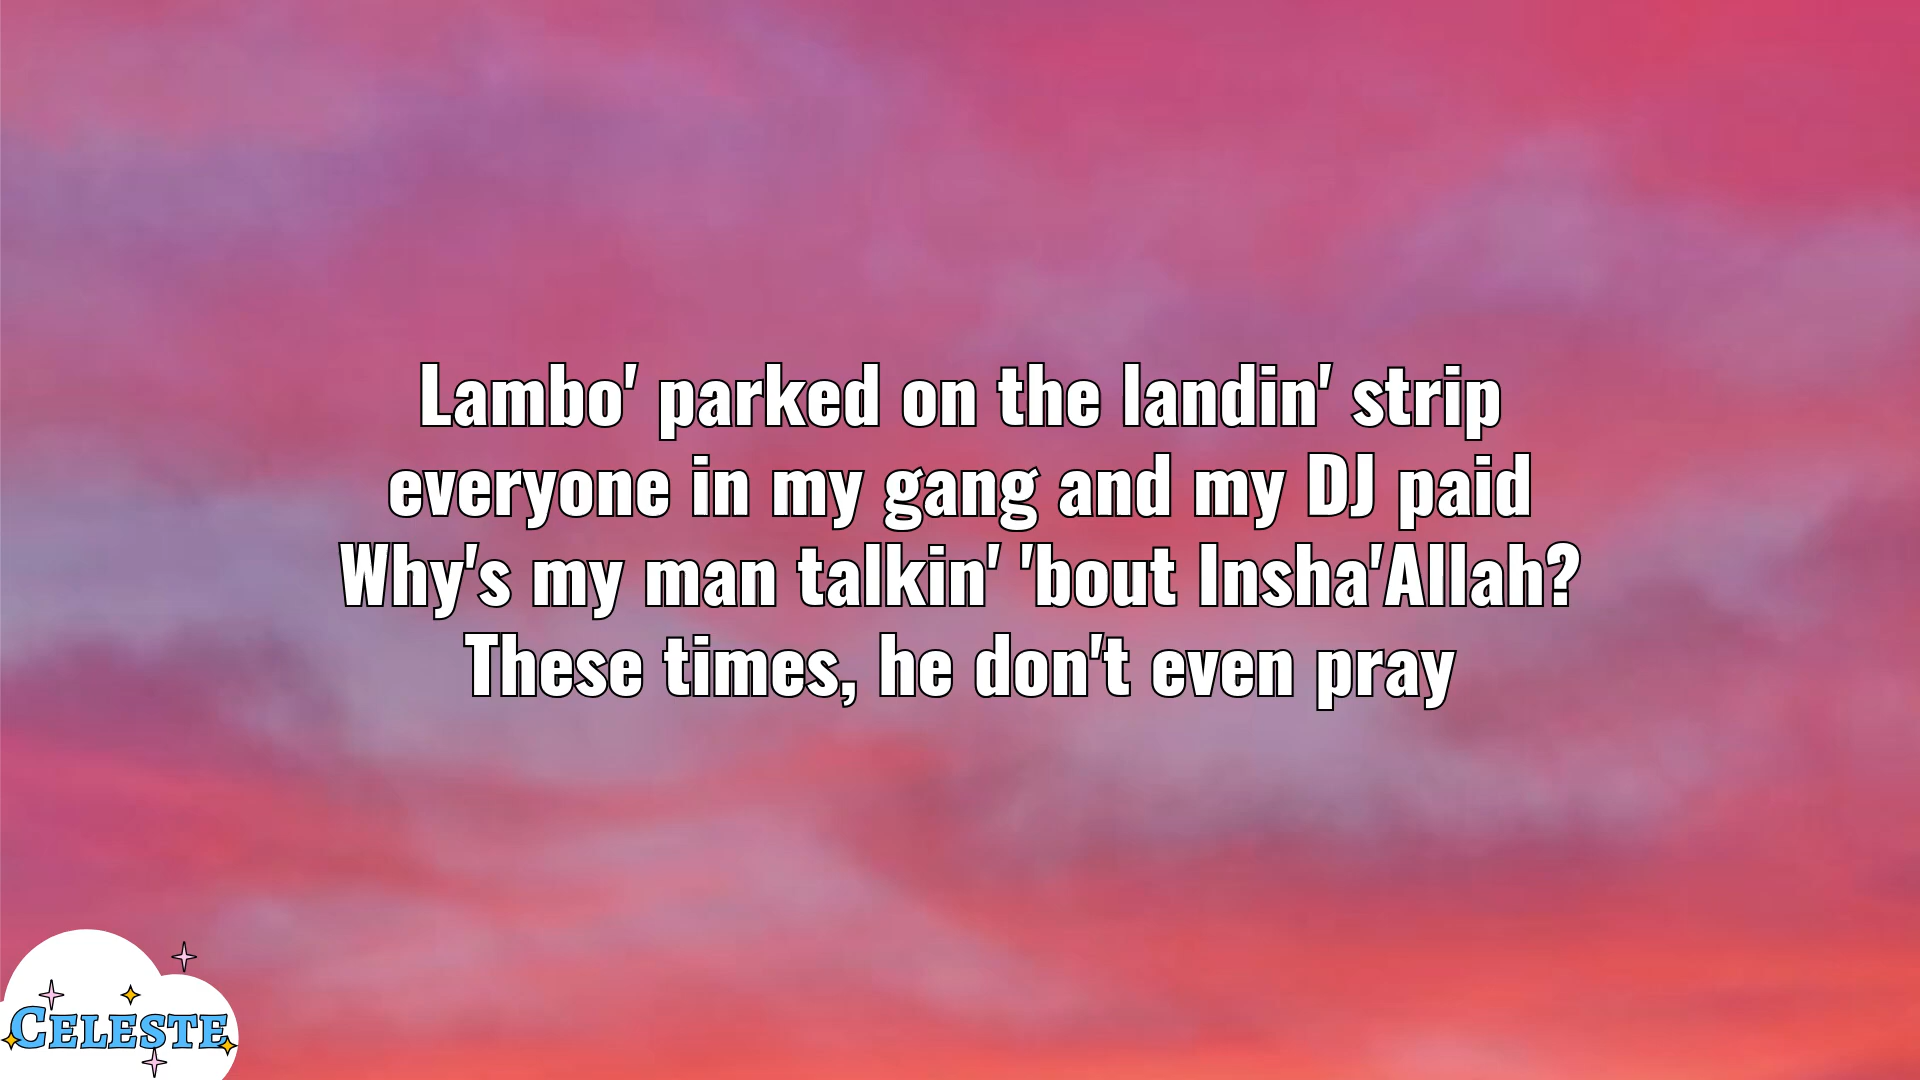 Lambo' parked on the landin' strip
everyone in my gang and my DJ paid
Why's my man talkin' 'bout Insha'Allah?
These times, he don't even pray
CELESTE